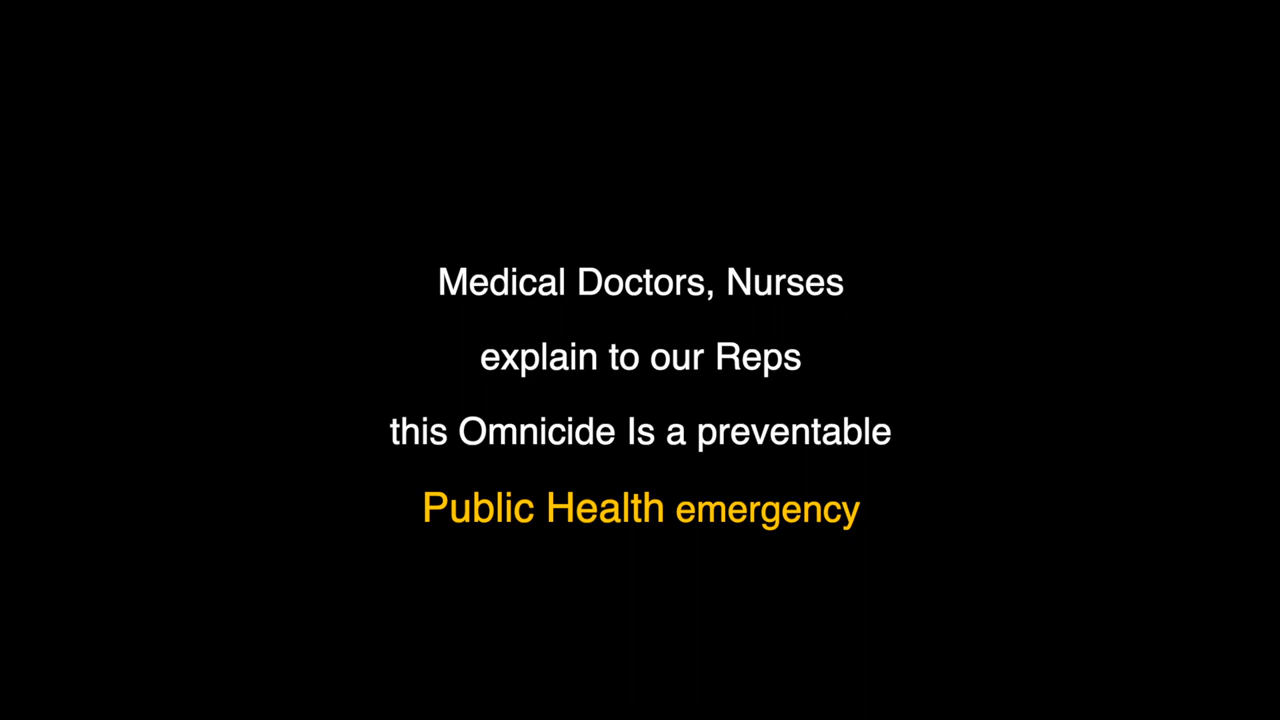 Medical Doctors, Nurses
explain to our Reps
this Omnicide Is a preventable
Public Health emergency